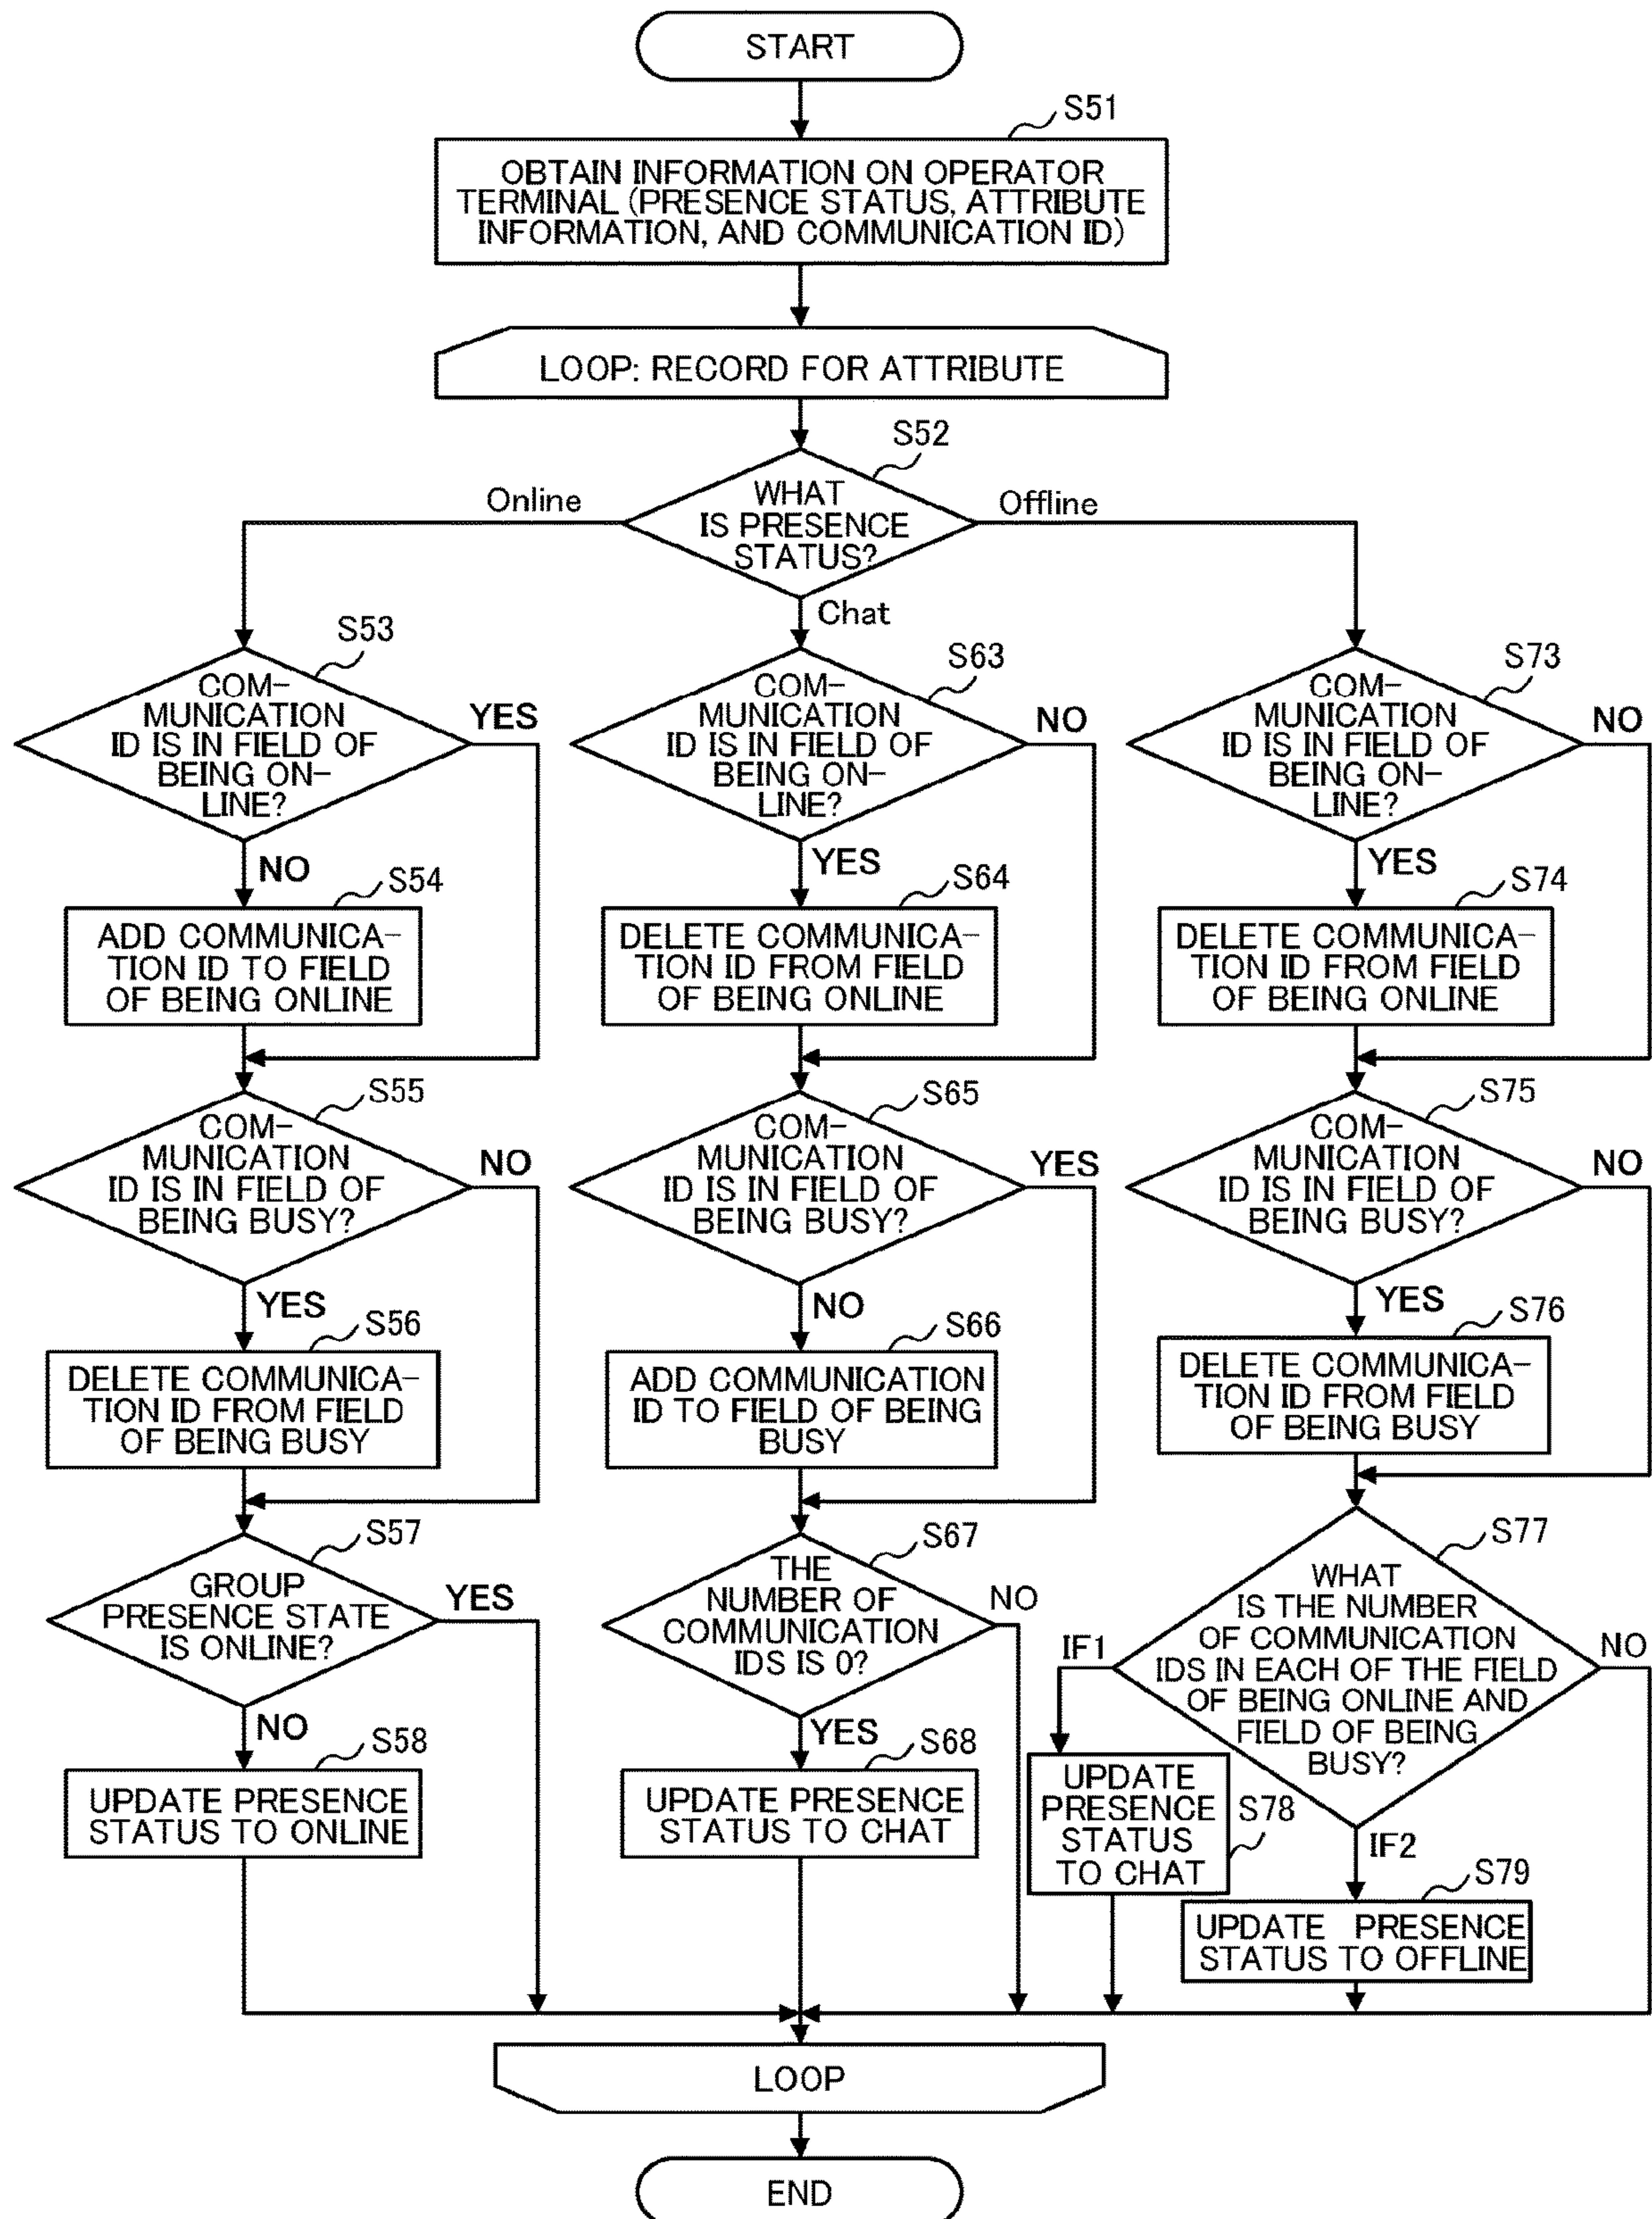 START
S51
OBTAIN INFORMATION ON OPERATOR
TERMINAL (PRESENCE STATUS, ATTRIBUTE
INFORMATION, AND COMMUNICATION ID)
LOOP: RECORD FOR ATTRIBUTE
S52
WHAT
IS PRESENCE
STATUS?
Online
Offline
Chat
S53
COM-
MUNICATION
ID IS IN FIELD OF
BEING ON-
LINE?
YES
NO
S54
ADD COMMUNICA-
TION ID TO FIELD
OF BEING ONLINE
S55
COM-
MUNICATION
ID IS IN FIELD OF
BEING BUSY?
NO
YES
S56
DELETE COMMUNICA-
TION ID FROM FIELD
OF BEING BUSY
S57
GROUP
PRESENCE STATE
IS ONLINE?
YES
NO
S58
UPDATE PRESENCE
STATUS TO ONLINE
S63
COM-
MUNICATION
ID IS IN FIELD OF
BEING ON-
LINE?
NO
YES
S64
DELETE COMMUNICA-
TION ID FROM FIELD
OF BEING ONLINE
S65
COM-
MUNICATION
ID IS IN FIELD OF
BEING BUSY?
YES
NO
S66
ADD COMMUNICATION
ID TO FIELD OF BEING
BUSY
S67
THE
NUMBER OF
COMMUNICATION
IDS IS 0?
NO
YES
S68
UPDATE PRESENCE
STATUS TO CHAT
S73
COM-
MUNICATION
ID IS IN FIELD OF
BEING ON-
LINE?
NO
YES
S74
DELETE COMMUNICA-
TION ID FROM FIELD
OF BEING ONLINE
S75
COM-
MUNICATION
ID IS IN FIELD OF
BEING BUSY?
NO
YES
S76
DELETE COMMUNICA-
TION ID FROM FIELD
OF BEING BUSY
S77
WHAT
IS THE NUMBER
OF COMMUNICATION
IDS IN EACH OF THE FIELD
OF BEING ONLINE AND
FIELD OF BEING
BUSY?
IF1
NO
UPDATE
PRESENCE
STATUS
TO CHAT
S78
IF2
S79
UPDATE PRESENCE
STATUS TO OFFLINE
LOOP
END